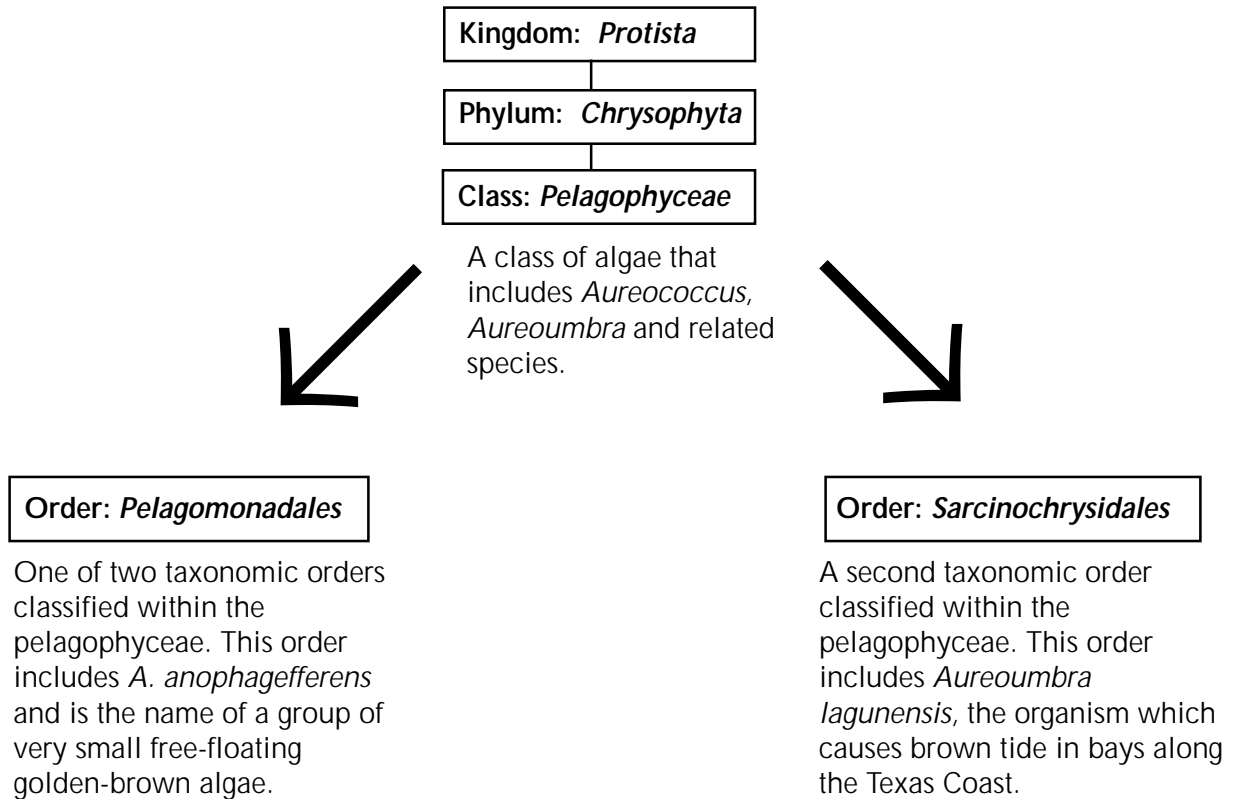 Kingdom: Protista
Phylum: Chrysophyta
Class: Pelagophyceae
A class of algae that
includes Aureococcus,
Aureoumbra and related
species.
Order: Pelagomonadales
One of two taxonomic orders
classified within the
pelagophyceae. This order
includes A. anophagefferens
and is the name of a group of
very small free-floating
golden-brown algae.
Order: Sarcinochrysidales
A second taxonomic order
classified within the
pelagophyceae. This order
includes Aureoumbra
lagunensis, the organism which
causes brown tide in bays along
the Texas Coast.